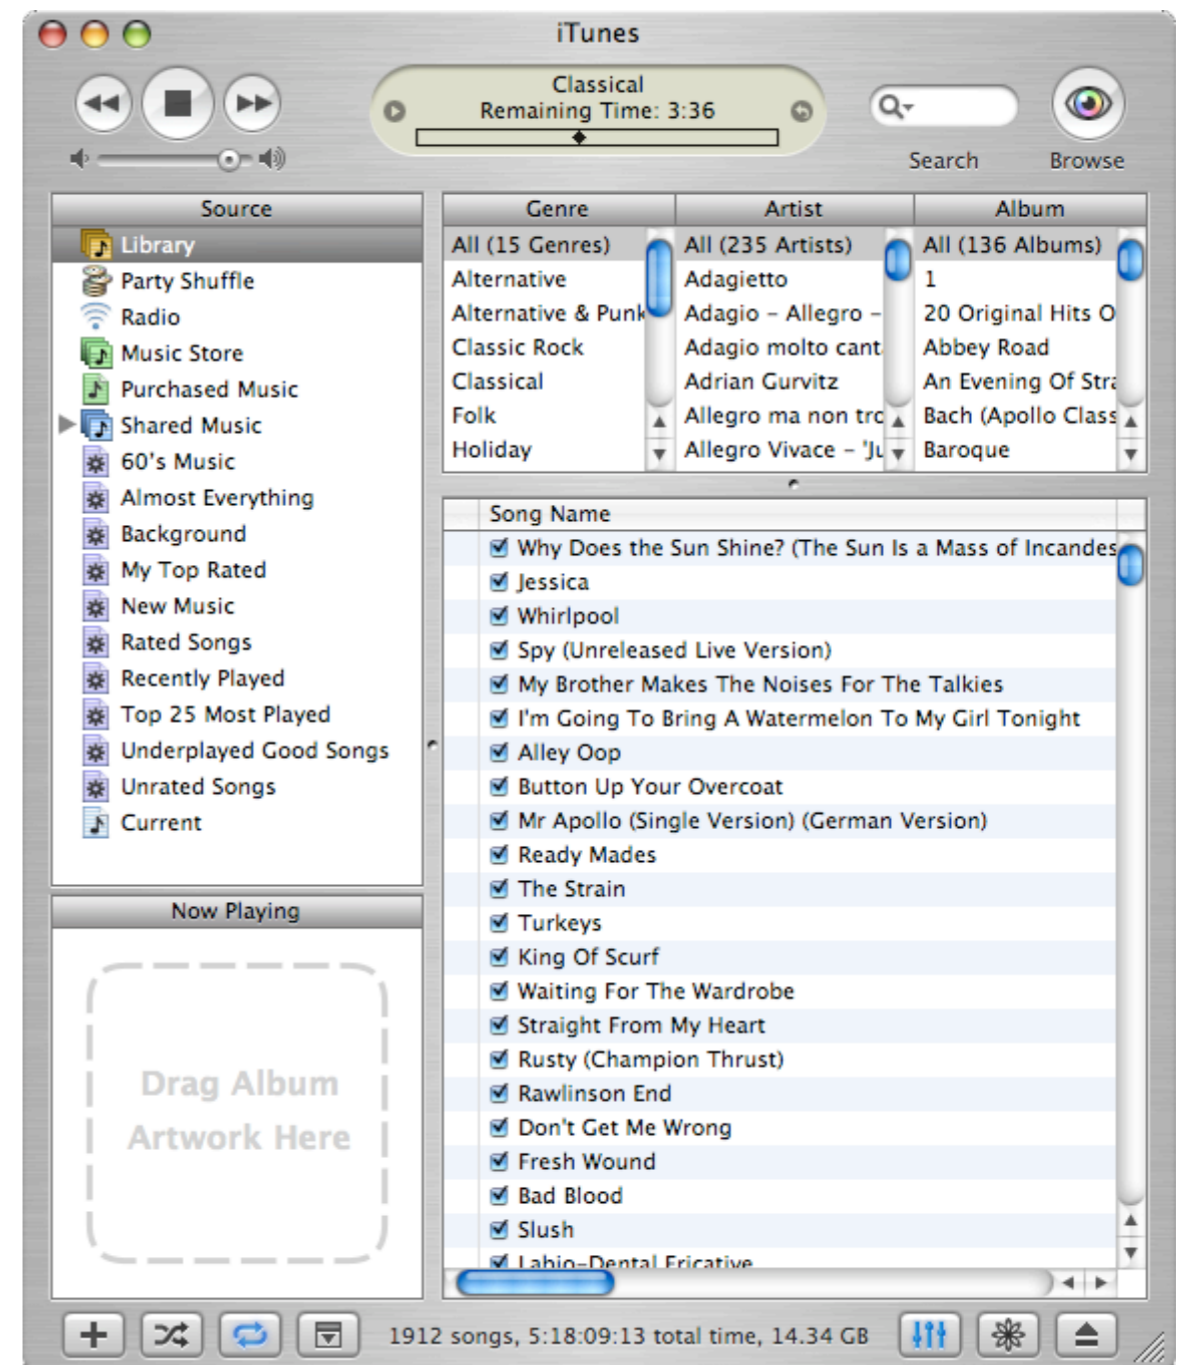 iTunes
Classical
Remaining Time: 3:36
Search
Browse
Source
Library
Party Shuffle
Radio
Music Store
Purchased Music
Shared Music
60's Music
Almost Everything
Background
My Top Rated
New Music
Rated Songs
Recently Played
Top 25 Most Played
Underplayed Good Songs
Unrated Songs
Current
Now Playing
Drag Album
Artwork Here
Genre
All (15 Genres)
Alternative
Alternative & Punk
Classic Rock
Classical
Folk
Holiday
Artist
All (235 Artists)
Adagietto
Adagio - Allegro -
Adagio molto cant
Adrian Gurvitz
Allegro ma non tro
Allegro Vivace - 'Ju
Album
All (136 Albums)
1
20 Original Hits O
Abbey Road
An Evening Of Stra
Bach (Apollo Class
Baroque
Song Name
Why Does the Sun Shine? (The Sun Is a Mass of Incandes
Jessica
Whirlpool
Spy (Unreleased Live Version)
My Brother Makes The Noises For The Talkies
I'm Going To Bring A Watermelon To My Girl Tonight
Alley Oop
Button Up Your Overcoat
Mr Apollo (Single Version) (German Version)
Ready Mades
The Strain
Turkeys
King Of Scurf
Waiting For The Wardrobe
Straight From My Heart
Rusty (Champion Thrust)
Rawlinson End
Don't Get Me Wrong
Fresh Wound
Bad Blood
Slush
Labio-Dental Fricative
1912 songs, 5:18:09:13 total time, 14.34 GB